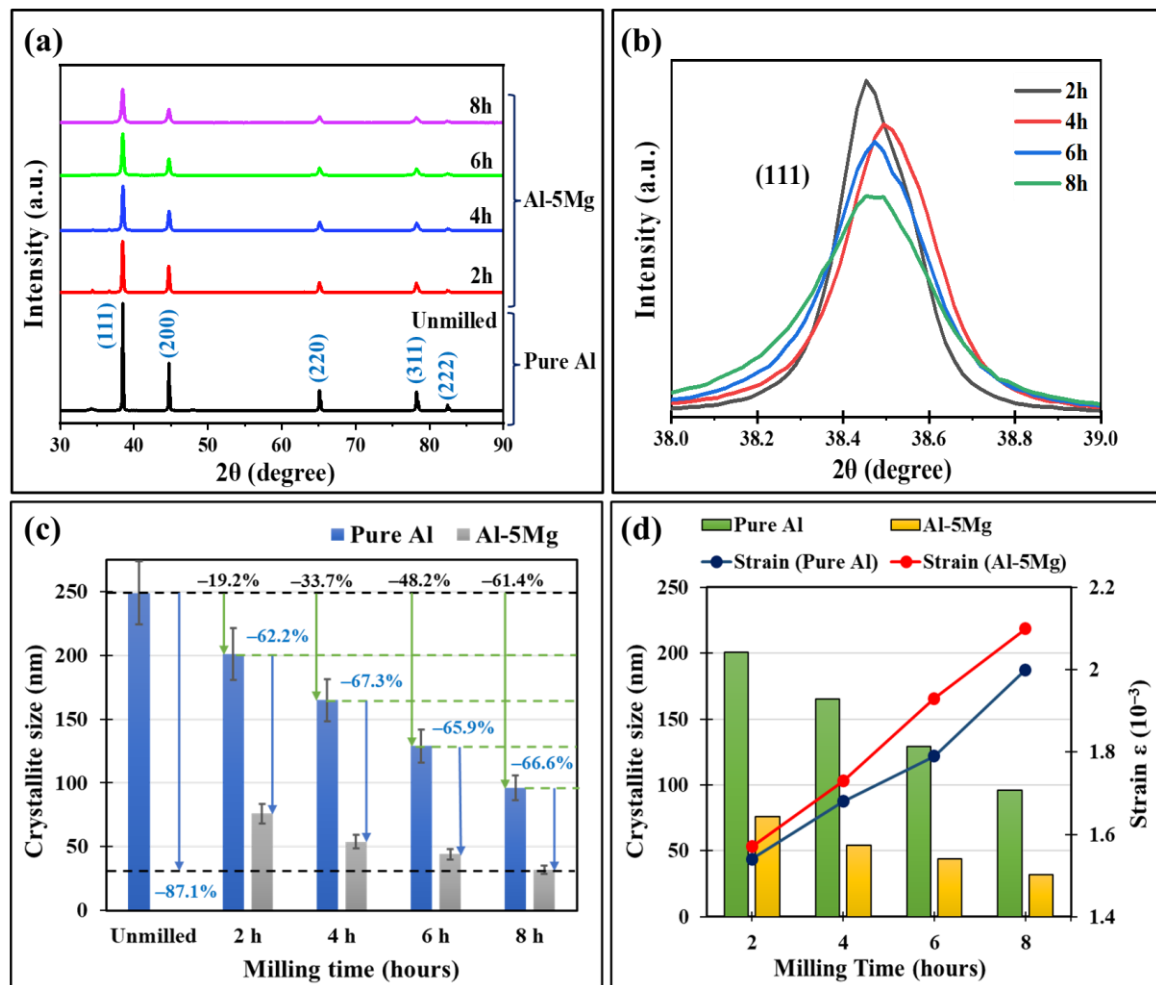 (a)
8h
6h
4h
2h
Al-5Mg
Unmilled
Pure Al
(111)
(200)
(220)
(311)
(222)
Intensity (a.u.)
30 40 50 60 70 80 90
2θ (degree)
(b)
2h
4h
6h
8h
(111)
Intensity (a.u.)
38.0 38.2 38.4 38.6 38.8 39.0
2θ (degree)
(c)
Pure Al Al-5Mg
–19.2% –33.7% –48.2% –61.4%
–62.2%
–67.3%
–65.9%
–66.6%
–87.1%
250
200
150
100
50
0
Crystallite size (nm)
Unmilled 2 h 4 h 6 h 8 h
Milling time (hours)
(d)
Pure Al Al-5Mg
Strain (Pure Al) Strain (Al-5Mg)
250
200
150
100
50
0
Crystallite size (nm)
2.2
2
1.8
1.6
1.4
Strain ε (10⁻³)
2 4 6 8
Milling Time (hours)